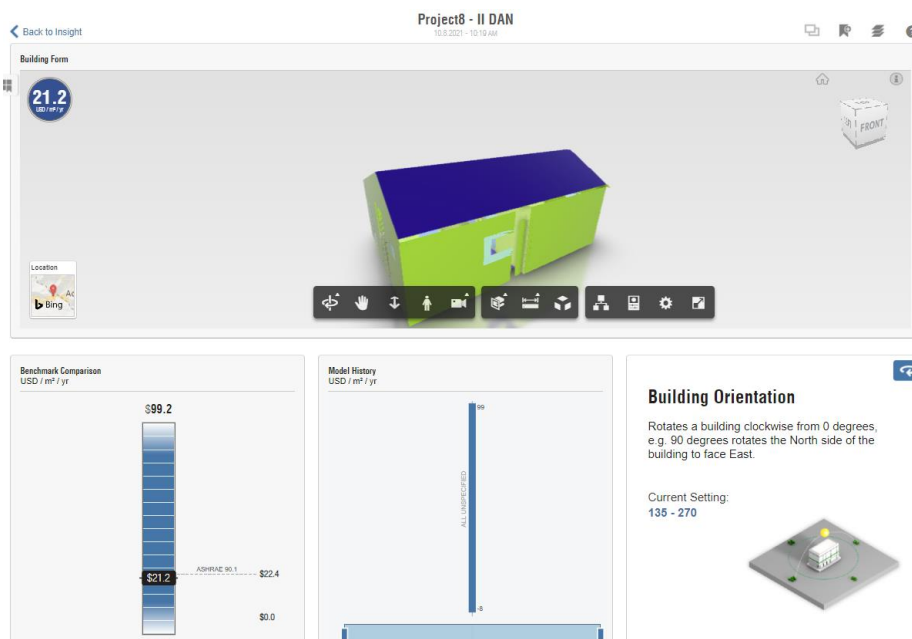 Project8 - II DAN
Back to Insight
10.8.2021 - 10:19 AM
Building Form
21.2
USD / m² / yr
FRONT
Location
Bing
Benchmark Comparison
USD / m² / yr
$99.2
ASHRAE 90.1
$22.4
$21.2
$0.0
Model History
USD / m² / yr
99
ALL UNSPECIFIED
-8
Building Orientation
Rotates a building clockwise from 0 degrees,
e.g. 90 degrees rotates the North side of the
building to face East.
Current Setting:
135 - 270